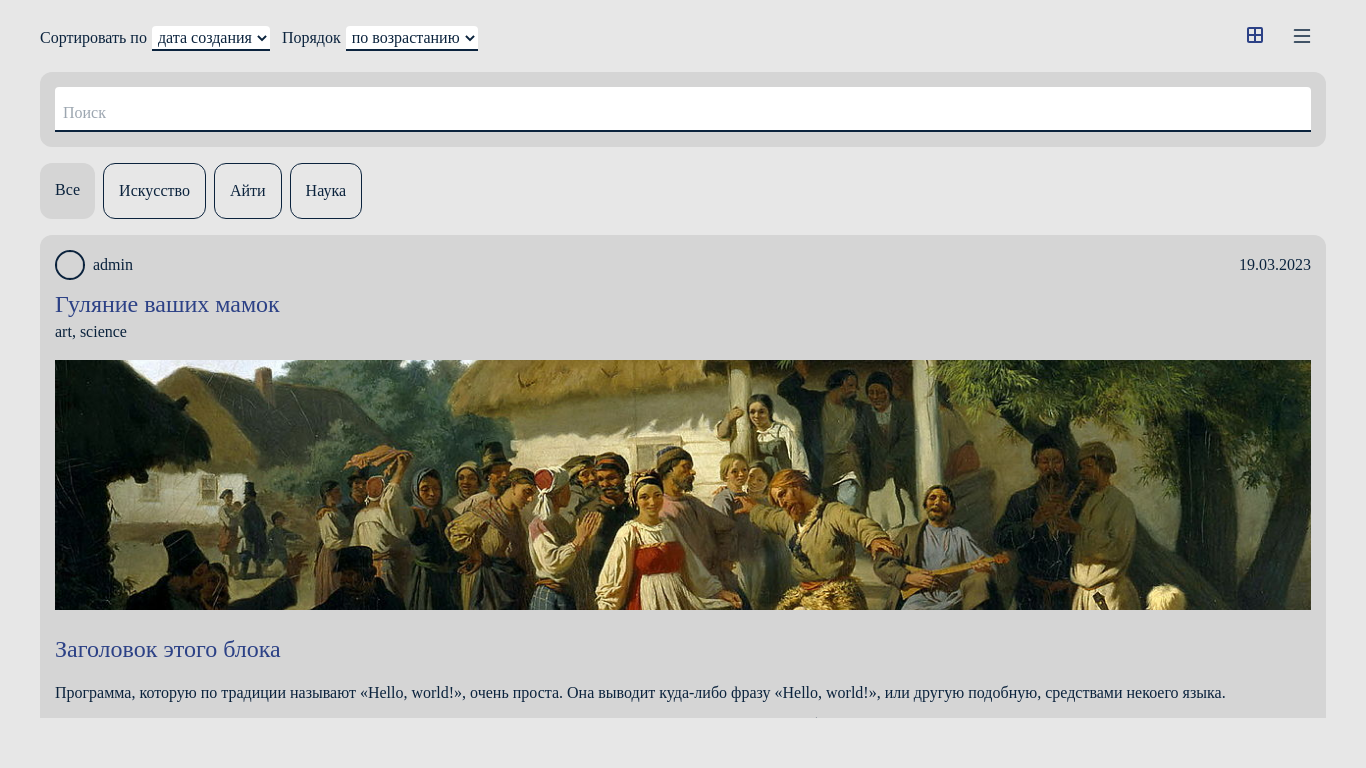 Сортировать по дата создания Порядок по возрастанию
Поиск
Все Искусство Айти Наука
admin 19.03.2023
Гуляние ваших мамок
art, science
Заголовок этого блока
Программа, которую по традиции называют «Hello, world!», очень проста. Она выводит куда-либо фразу «Hello, world!», или другую подобную, средствами некоего языка.